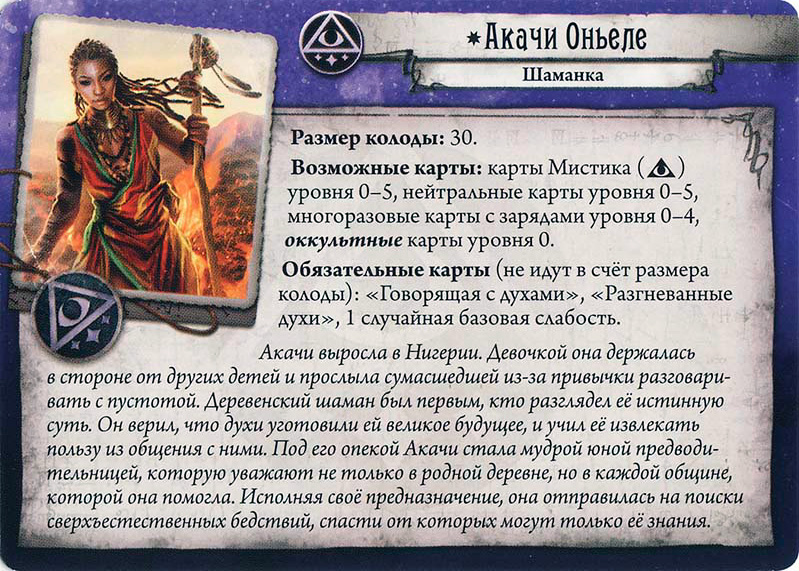 Акачи Оньеле
Шаманка
Размер колоды: 30.
Возможные карты: карты Мистика ( )
уровня 0–5, нейтральные карты уровня 0–5,
многоразовые карты с зарядами уровня 0–4,
оккультные карты уровня 0.
Обязательные карты (не идут в счёт размера
колоды): «Говорящая с духами», «Разгневанные
духи», 1 случайная базовая слабость.
Акачи выросла в Нигерии. Девочкой она держалась
в стороне от других детей и прослыла сумасшедшей из-за привычки разговари-
вать с пустотой. Деревенский шаман был первым, кто разглядел её истинную
суть. Он верил, что духи уготовили ей великое будущее, и учил её извлекать
пользу из общения с ними. Под его опекой Акачи стала мудрой юной предводи-
тельницей, которую уважают не только в родной деревне, но в каждой общине,
которой она помогла. Исполняя своё предназначение, она отправилась на поиски
сверхъестественных бедствий, спасти от которых могут только её знания.